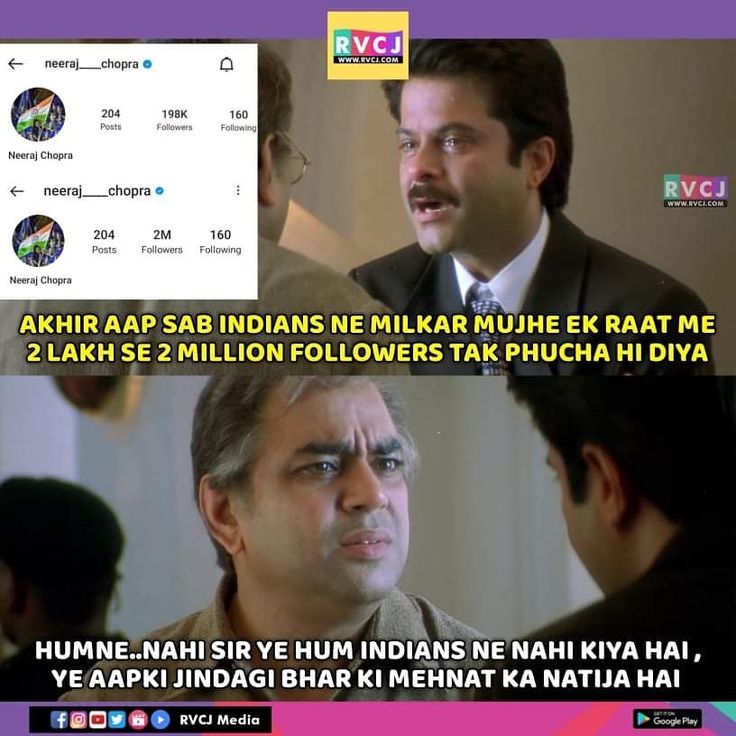 RVCJ
WWW.RVCJ.COM
neeraj___chopra
204 198K 160
Posts Followers Following
Neeraj Chopra
neeraj___chopra
204 2M 160
Posts Followers Following
Neeraj Chopra
RVCJ
WWW.RVCJ.COM
AKHIR AAP SAB INDIANS NE MILKAR MUJHE EK RAAT ME
2 LAKH SE 2 MILLION FOLLOWERS TAK PHUCHA HI DIYA
HUMNE..NAHI SIR YE HUM INDIANS NE NAHI KIYA HAI ,
YE AAPKI JINDAGI BHAR KI MEHNAT KA NATIJA HAI
RVCJ Media
GET IT ON
Google Play